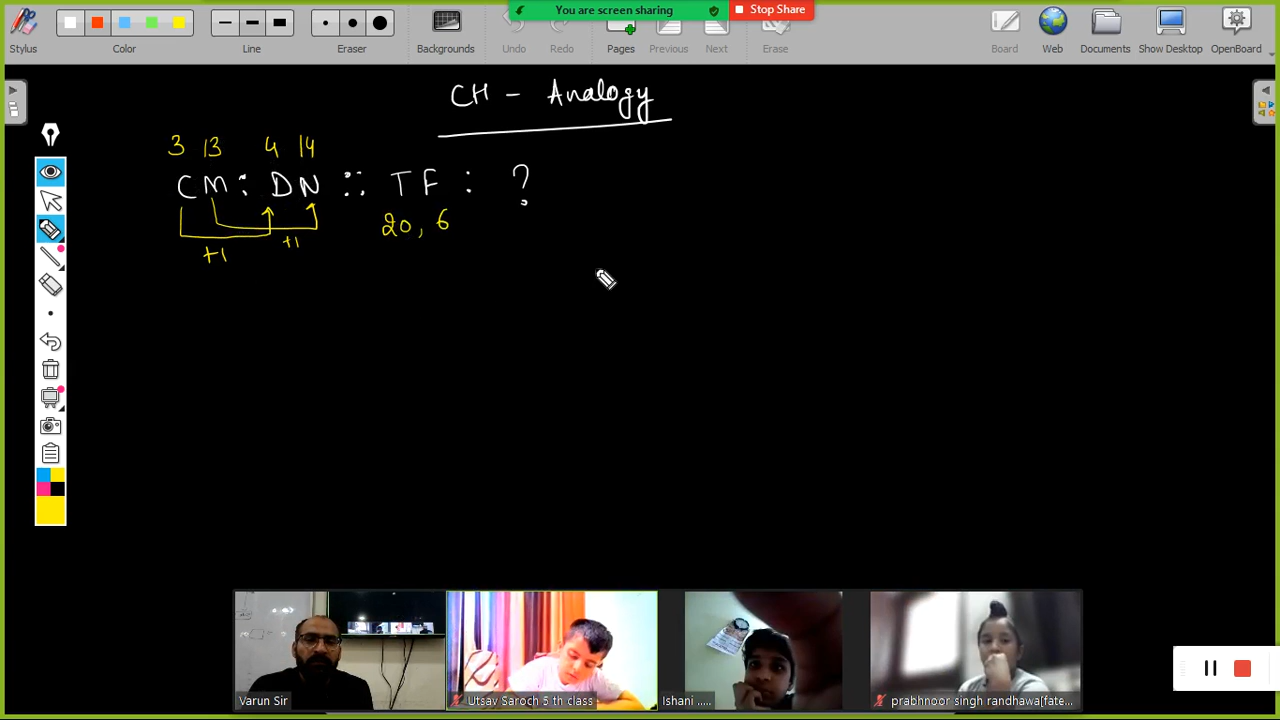 You are screen sharing
Stop Share
Stylus
Color
Line
Eraser
Backgrounds
Undo
Redo
Pages
Previous
Next
Erase
Board
Web
Documents
Show Desktop
OpenBoard
CH - Analogy
3 13 4 14
CM : DN :: TF : ?
20, 6
+1 +1
Varun Sir
Utsav Saroch 5 th class
Ishani .....
prabhnoor singh randhawa[fate...